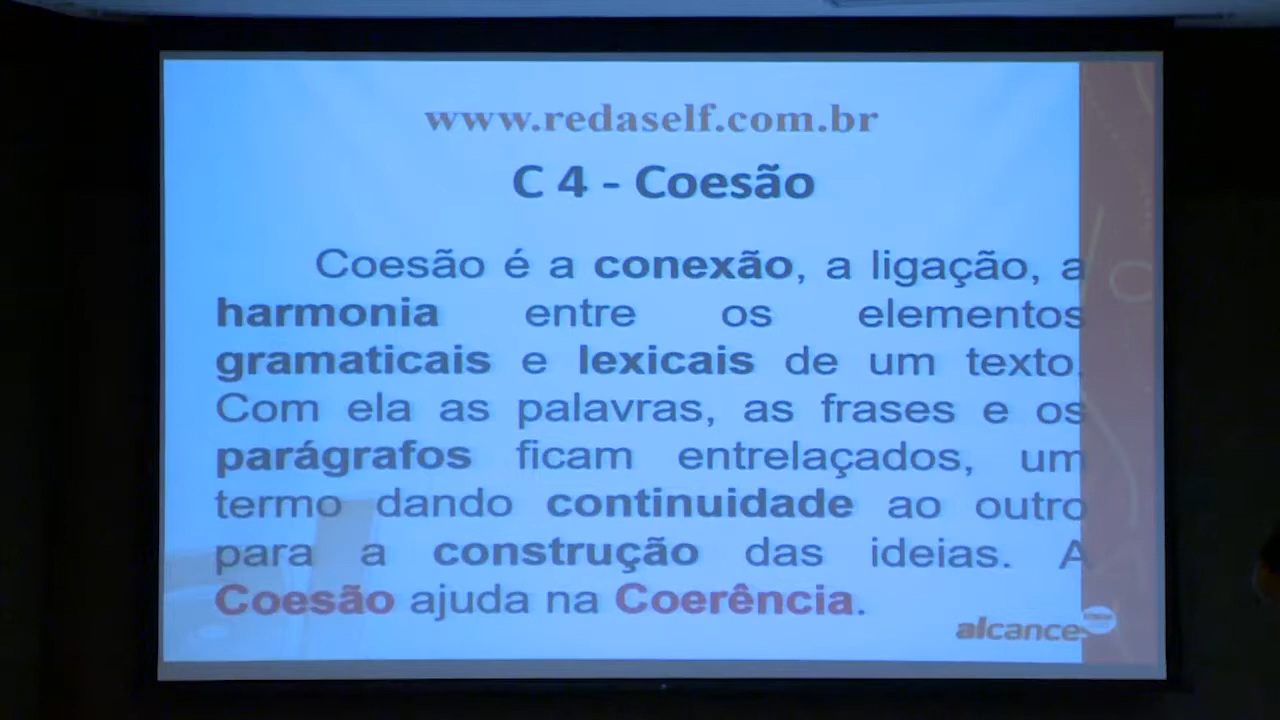 www.redaself.com.br
C 4 - Coesão
Coesão é a conexão, a ligação, a
harmonia entre os elementos
gramaticais e lexicais de um texto.
Com ela as palavras, as frases e os
parágrafos ficam entrelaçados, um
termo dando continuidade ao outro
para a construção das ideias. A
Coesão ajuda na Coerência.
alcance